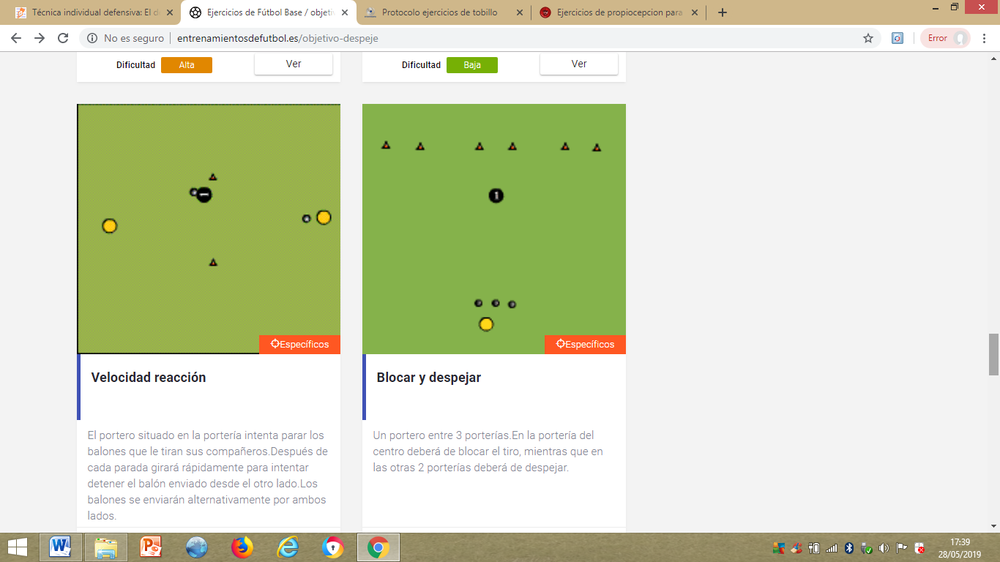 Técnica individual defensiva: El d
Ejercicios de Fútbol Base / objetiv
Protocolo ejercicios de tobillo
Ejercicios de propiocepcion para
No es seguro
entrenamientosdefutbol.es/objetivo-despeje
Error
Dificultad Alta Ver
Dificultad Baja Ver
1
Específicos
Específicos
Velocidad reacción
El portero situado en la portería intenta parar los
balones que le tiran sus compañeros.Después de
cada parada girará rápidamente para intentar
detener el balón enviado desde el otro lado.Los
balones se enviarán alternativamente por ambos
lados.
Blocar y despejar
Un portero entre 3 porterías.En la portería del
centro deberá de blocar el tiro, mientras que en
las otras 2 porterías deberá de despejar.
17:39
28/05/2019